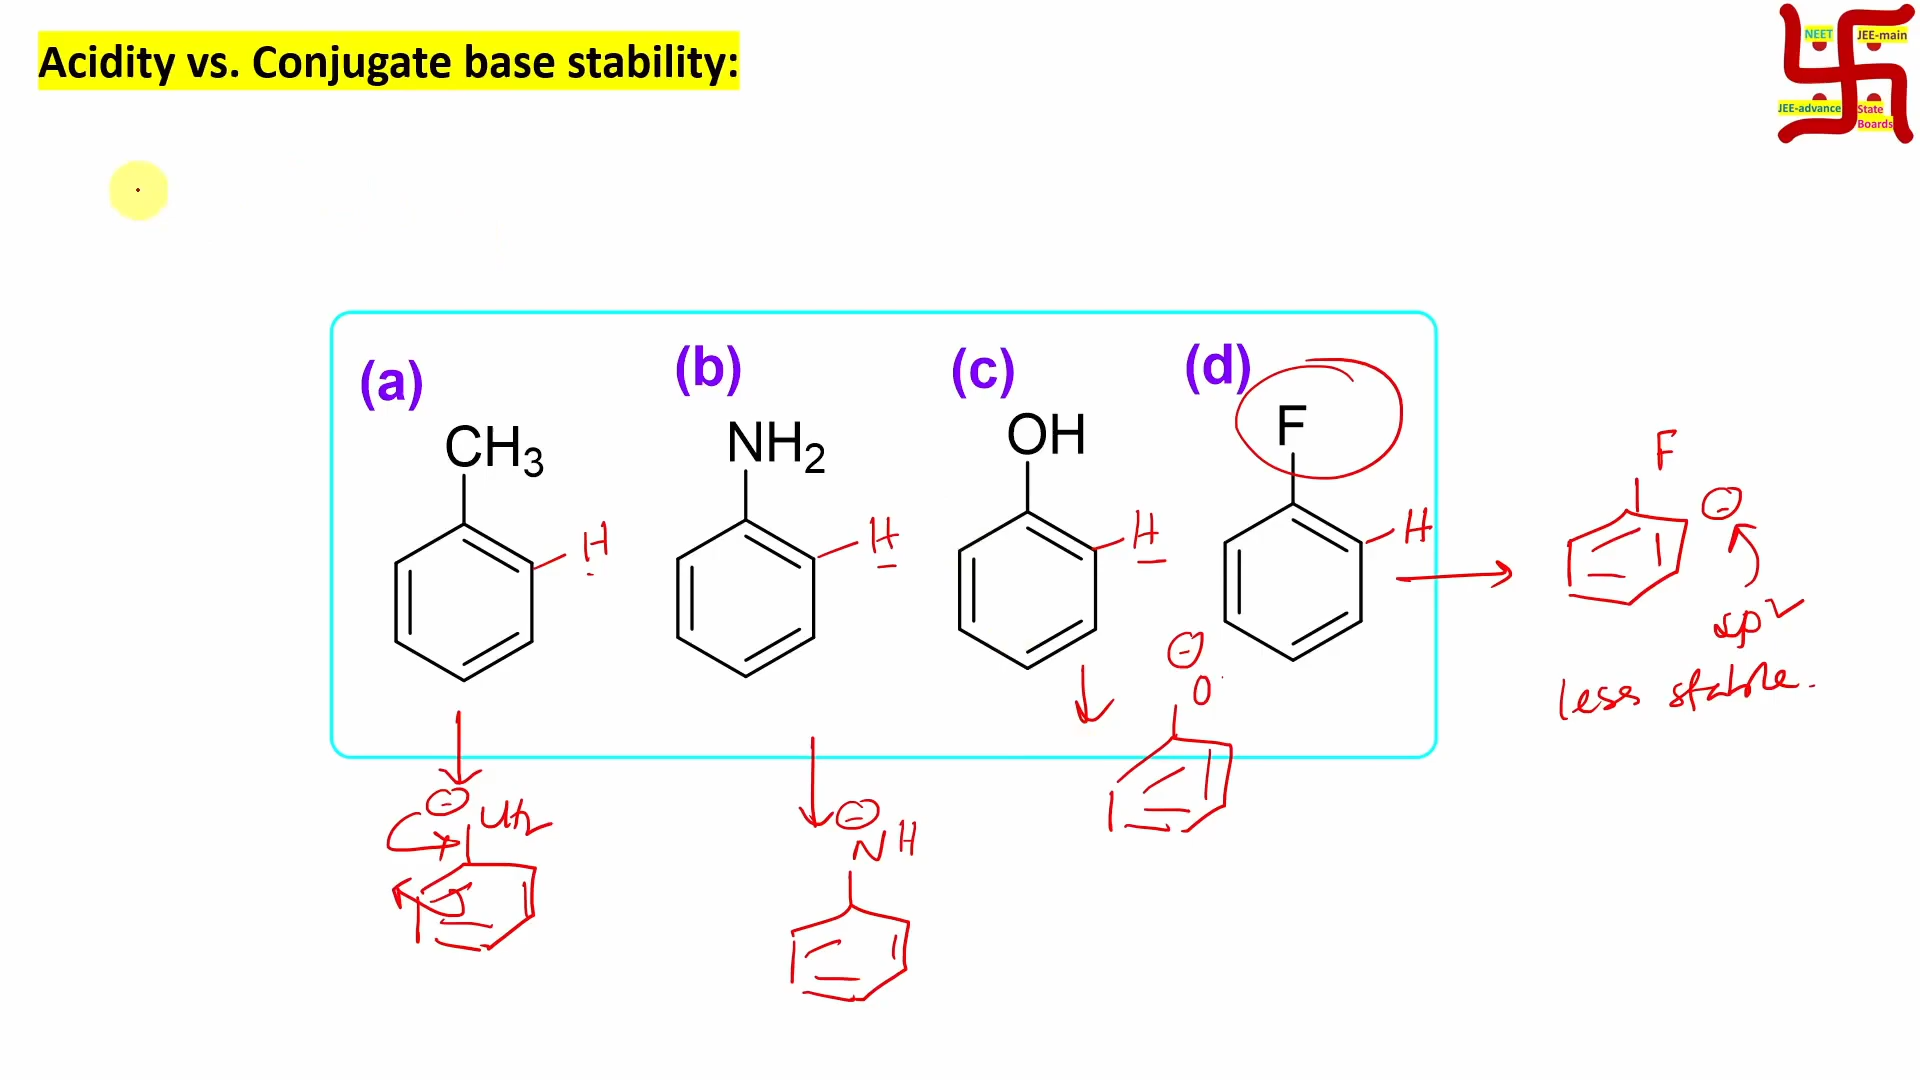 Acidity vs. Conjugate base stability:
NEET
JEE-main
JEE-advance
State
Boards
(a)
(b)
(c)
(d)
CH3
NH2
OH
F
H
H
H
H
F
⊖
sp2
less stable.
⊖
O
⊖
CH2
⊖
NH